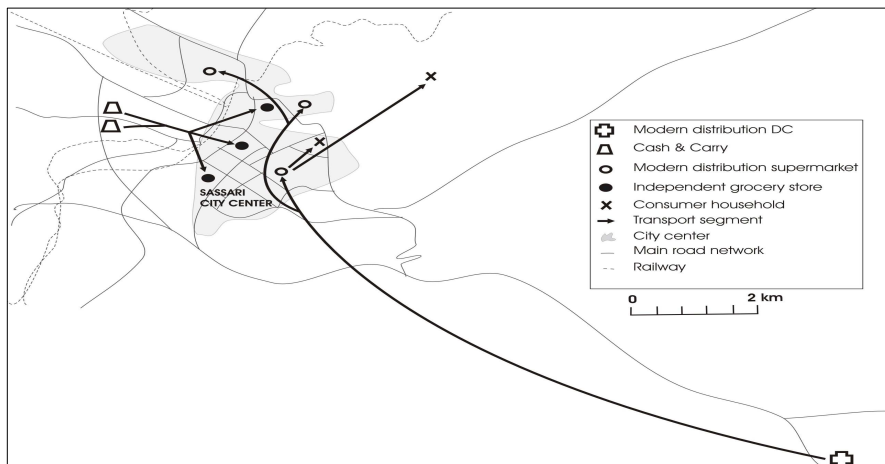 SASSARI
CITY CENTER
Modern distribution DC
Cash & Carry
Modern distribution supermarket
Independent grocery store
Consumer household
Transport segment
City center
Main road network
Railway
0 2 km